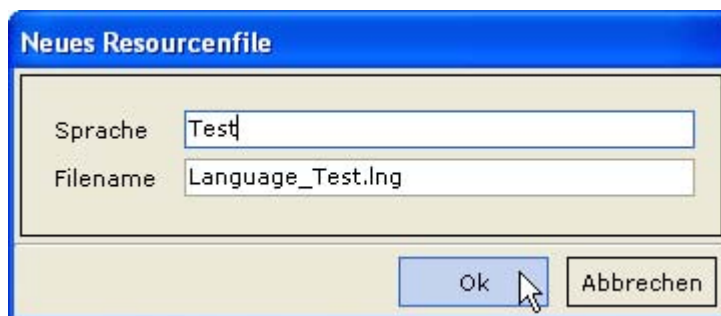 Neues Resourcenfile
Sprache Test
Filename Language_Test.lng
Ok Abbrechen